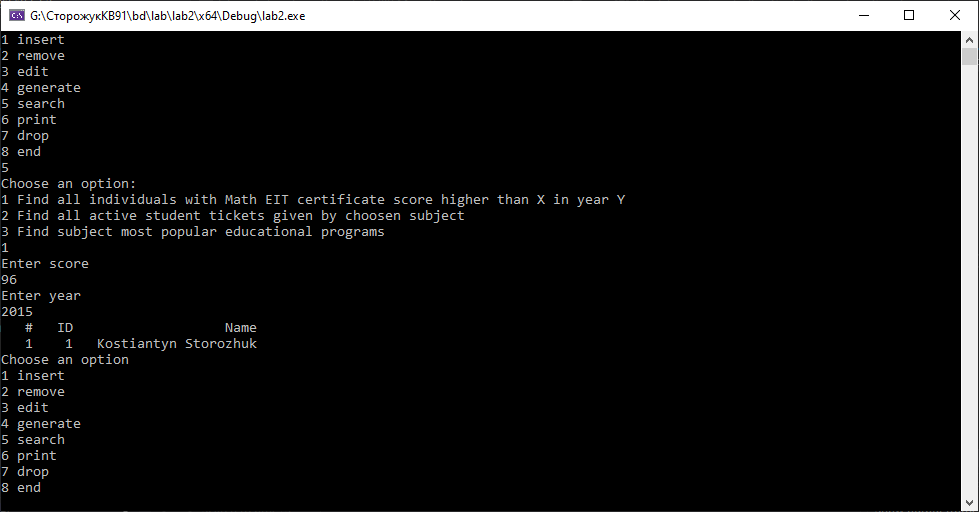 G:\СторожукКВ91\bd\lab\lab2\x64\Debug\lab2.exe
1 insert
2 remove
3 edit
4 generate
5 search
6 print
7 drop
8 end
5
Choose an option:
1 Find all individuals with Math EIT certificate score higher than X in year Y
2 Find all active student tickets given by choosen subject
3 Find subject most popular educational programs
1
Enter score
96
Enter year
2015
   #   ID                   Name
   1    1   Kostiantyn Storozhuk
Choose an option
1 insert
2 remove
3 edit
4 generate
5 search
6 print
7 drop
8 end